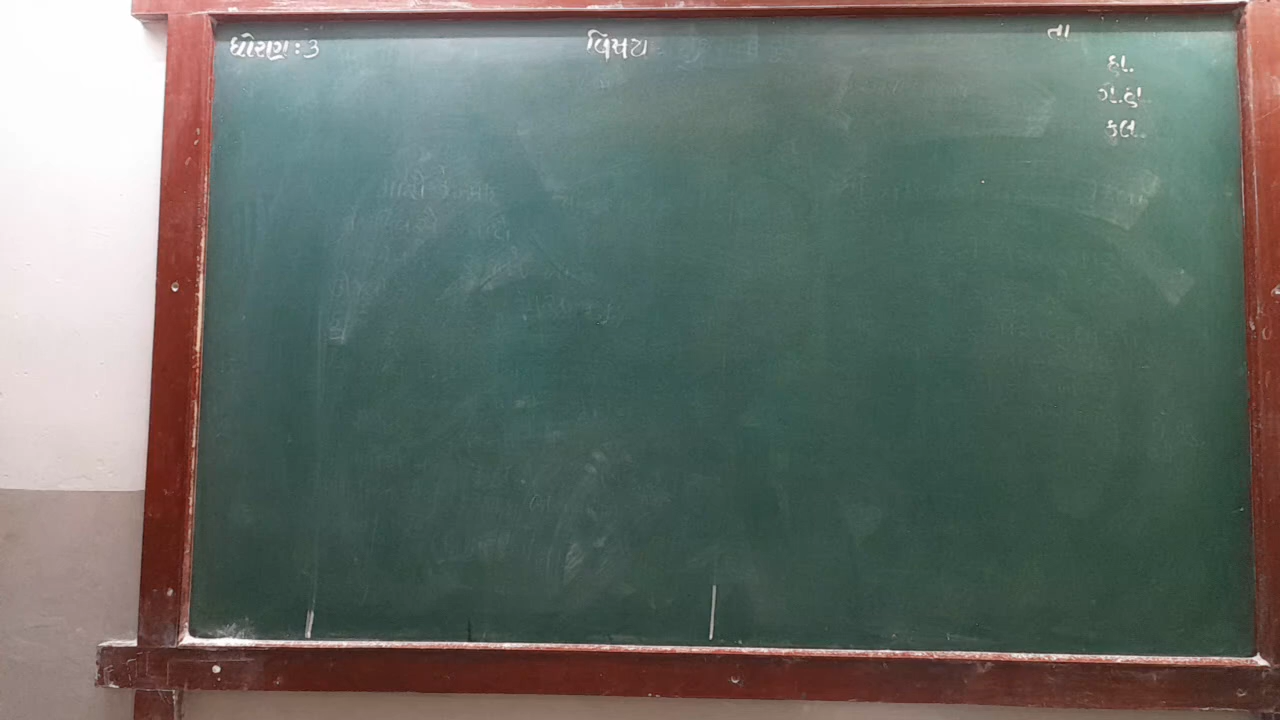 ધોરણ : ૩ વિષય તા
હા.
ગે.હા.
કુલ.